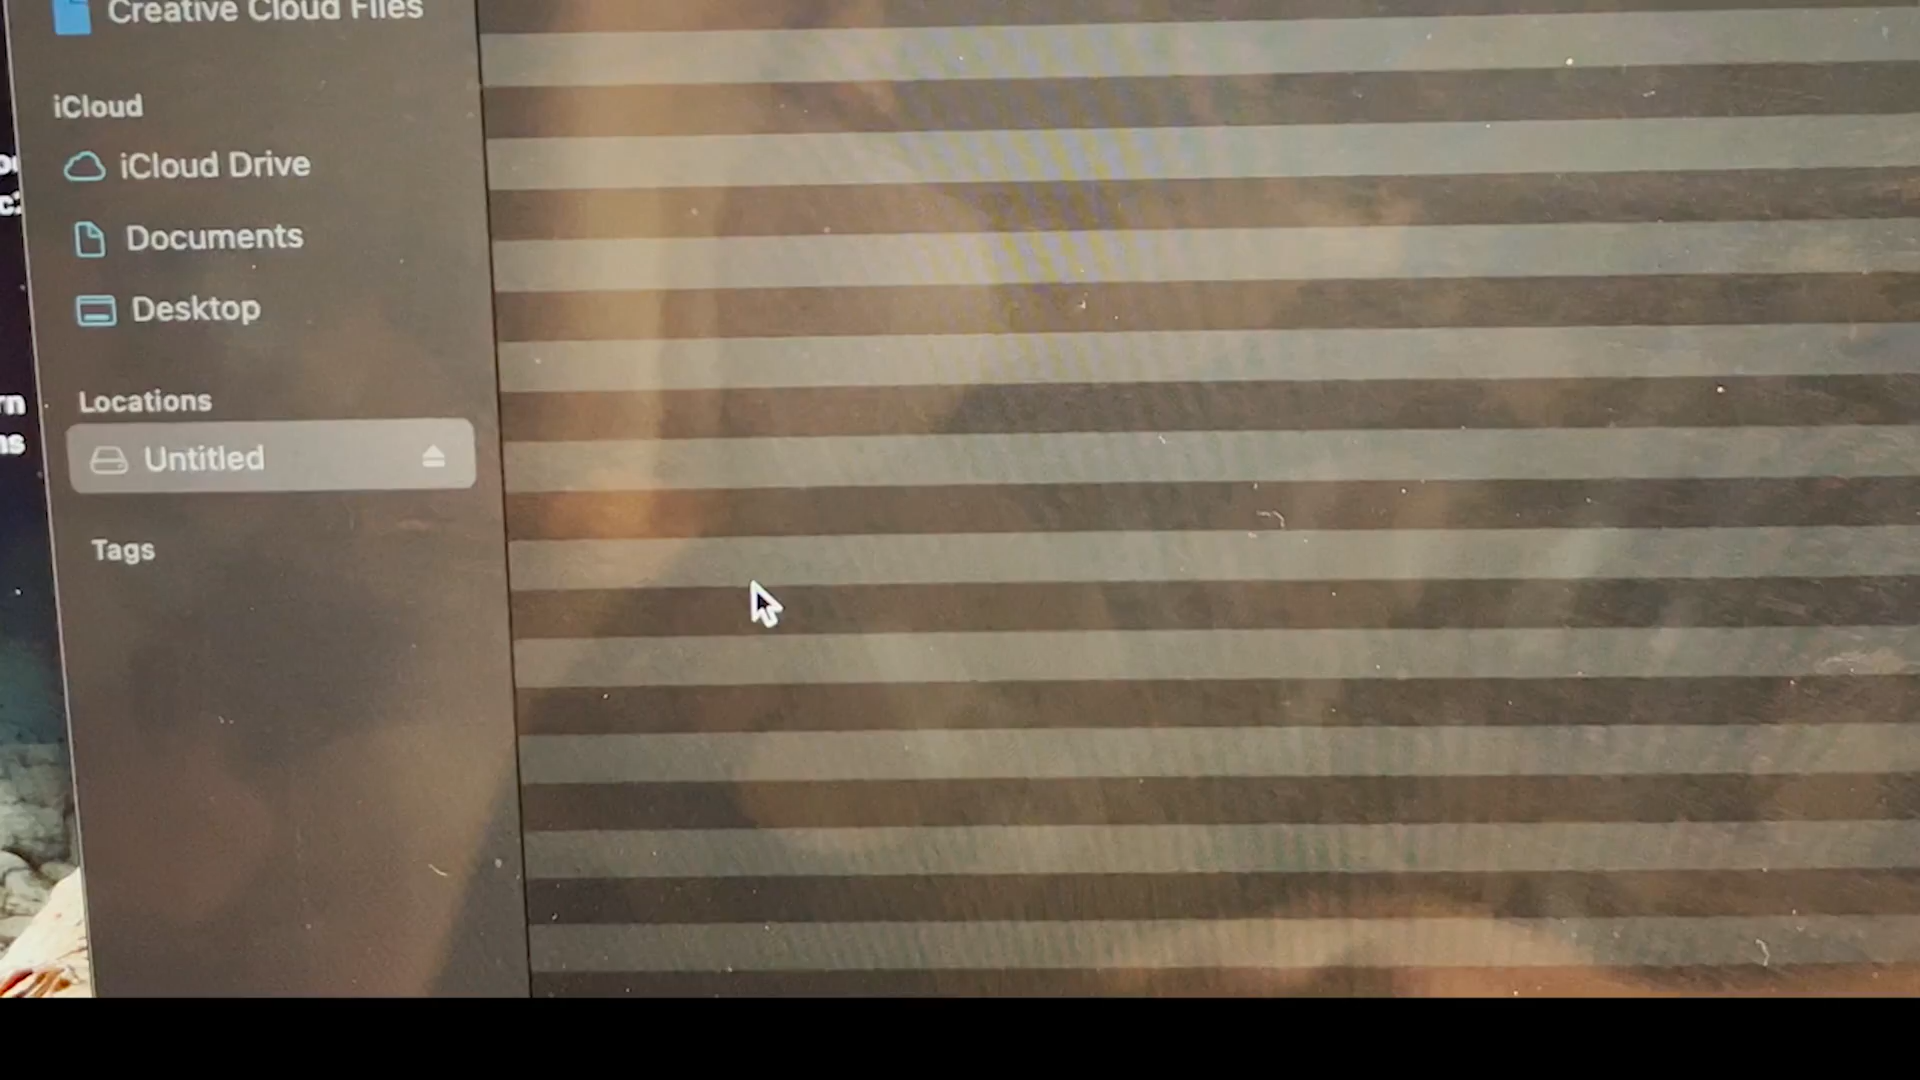 Creative Cloud Files
iCloud
iCloud Drive
Documents
Desktop
Locations
Untitled
Tags